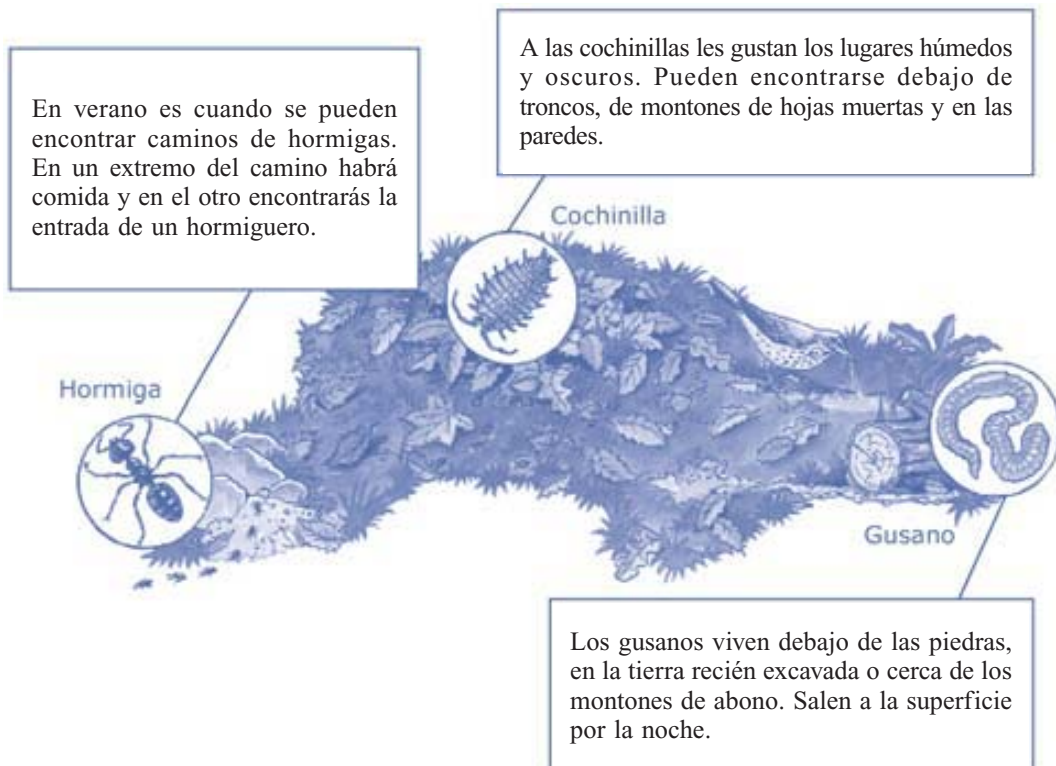 En verano es cuando se pueden
encontrar caminos de hormigas.
En un extremo del camino habrá
comida y en el otro encontrarás la
entrada de un hormiguero.
A las cochinillas les gustan los lugares húmedos
y oscuros. Pueden encontrarse debajo de
troncos, de montones de hojas muertas y en las
paredes.
Cochinilla
Hormiga
Gusano
Los gusanos viven debajo de las piedras,
en la tierra recién excavada o cerca de los
montones de abono. Salen a la superficie
por la noche.